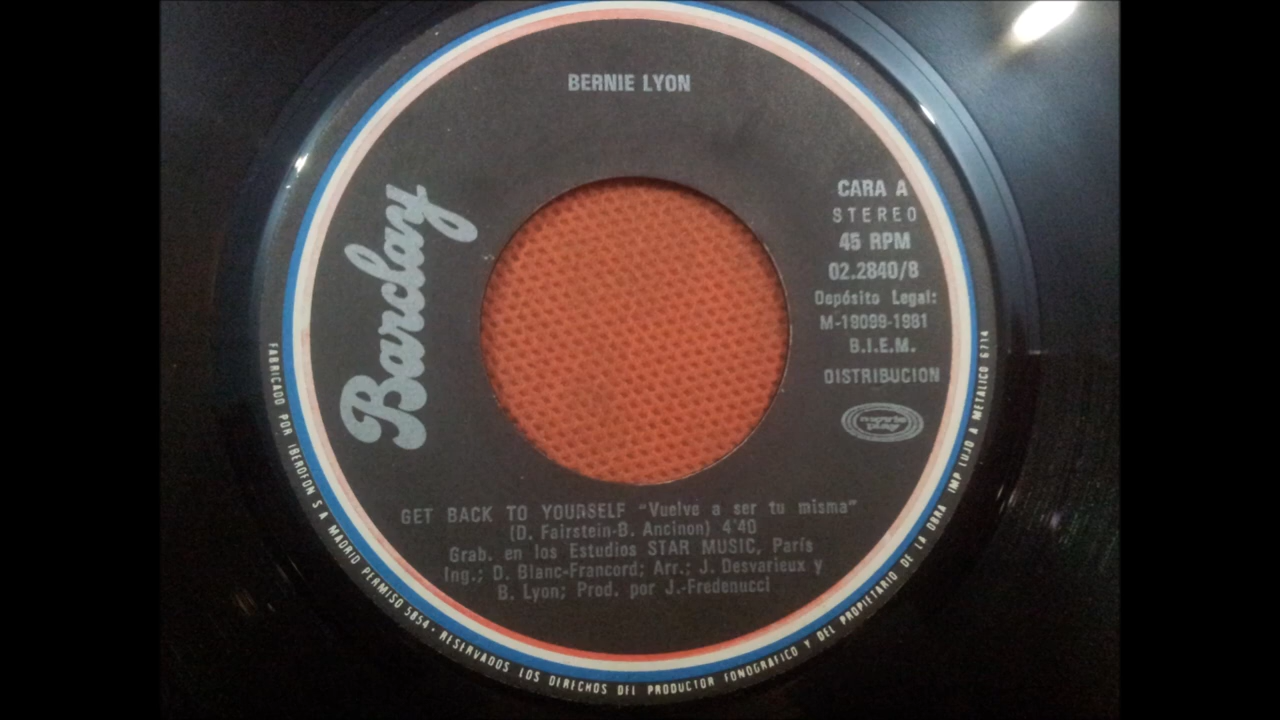 BERNIE LYON
Barclay
CARA A
STEREO
45 RPM
02.2840/8
Depósito Legal:
M-18099-1981
B.I.E.M.
DISTRIBUCION
GET BACK TO YOURSELF "Vuelve a ser tu misma"
(D. Fairstein-B. Ancinon) 4'40
Grab. en los Estudios STAR MUSIC, París
Ing.; D. Blanc-Francord; Arr.; J. Desvarieux y
B. Lyon; Prod. por J.-Fredenucci
FABRICADO POR IBEROFON S A MADRID PERMISO 5854 · RESERVADOS LOS DERECHOS DEL PRODUCTOR FONOGRAFICO Y DEL PROPIETARIO DE LA OBRA IMP LUJO A METALICO 6714